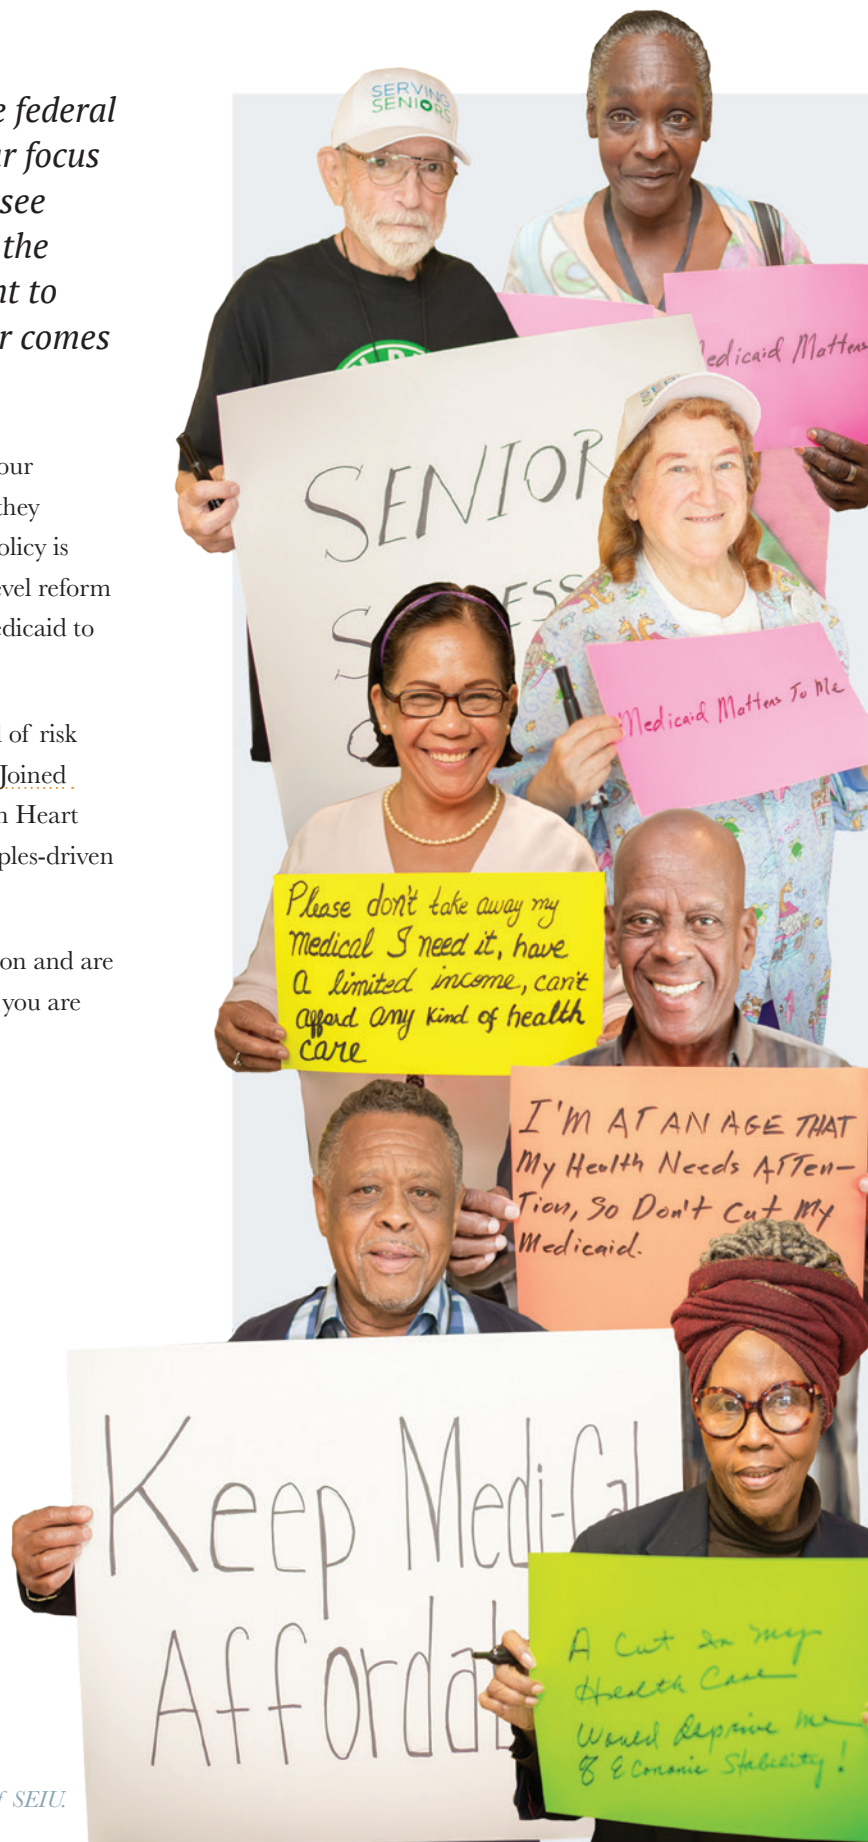 e federal
r focus
see
the
nt to
r comes
our
they
olicy is
evel reform
edicaid to
l of risk
Joined
n Heart
ples-driven
on and are
you are
f SEIU.
SERVING
SENIORS
Medicaid Matters
SENIOR
S ESS
Medicaid Matters To Me
Please don't take away my
medical I need it, have
a limited income, can't
afford any kind of health
care
I'M AT AN AGE THAT
My Health Needs ATTen-
Tion, So Don't Cut My
Medicaid.
Keep Medi-Cal
Affordab
A Cut In my
Health Care
Would Deprive me
of Economic Stability!